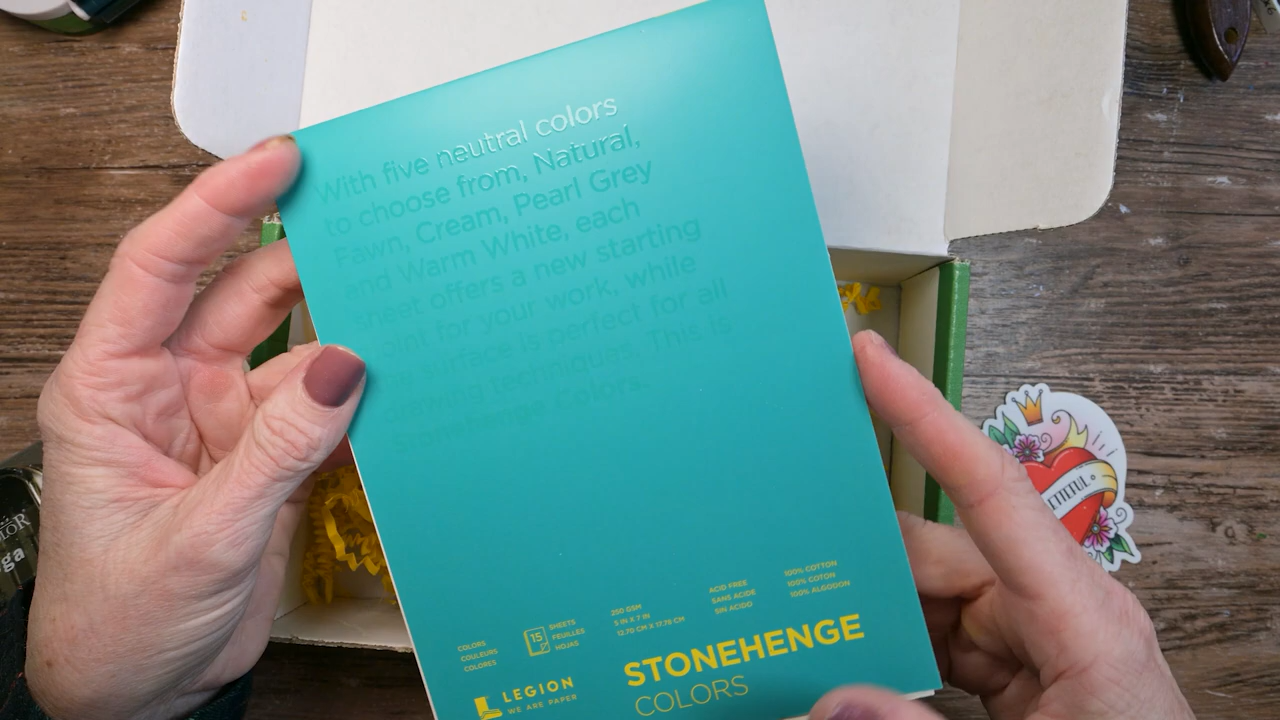 With five neutral colors
to choose from, Natural,
Fawn, Cream, Pearl Grey
and Warm White, each
sheet offers a new starting
point for your work, while
surface is perfect for all
drawing techniques. This is
Stonehenge Colors.
COLORS
COULEURS
COLORES
15
SHEETS
FEUILLES
HOJAS
250 GSM
5 IN X 7 IN
12.70 CM X 17.78 CM
ACID FREE
SANS ACIDE
SIN ACIDO
100% COTTON
100% COTON
100% ALGODON
LEGION
WE ARE PAPER
STONEHENGE
COLORS